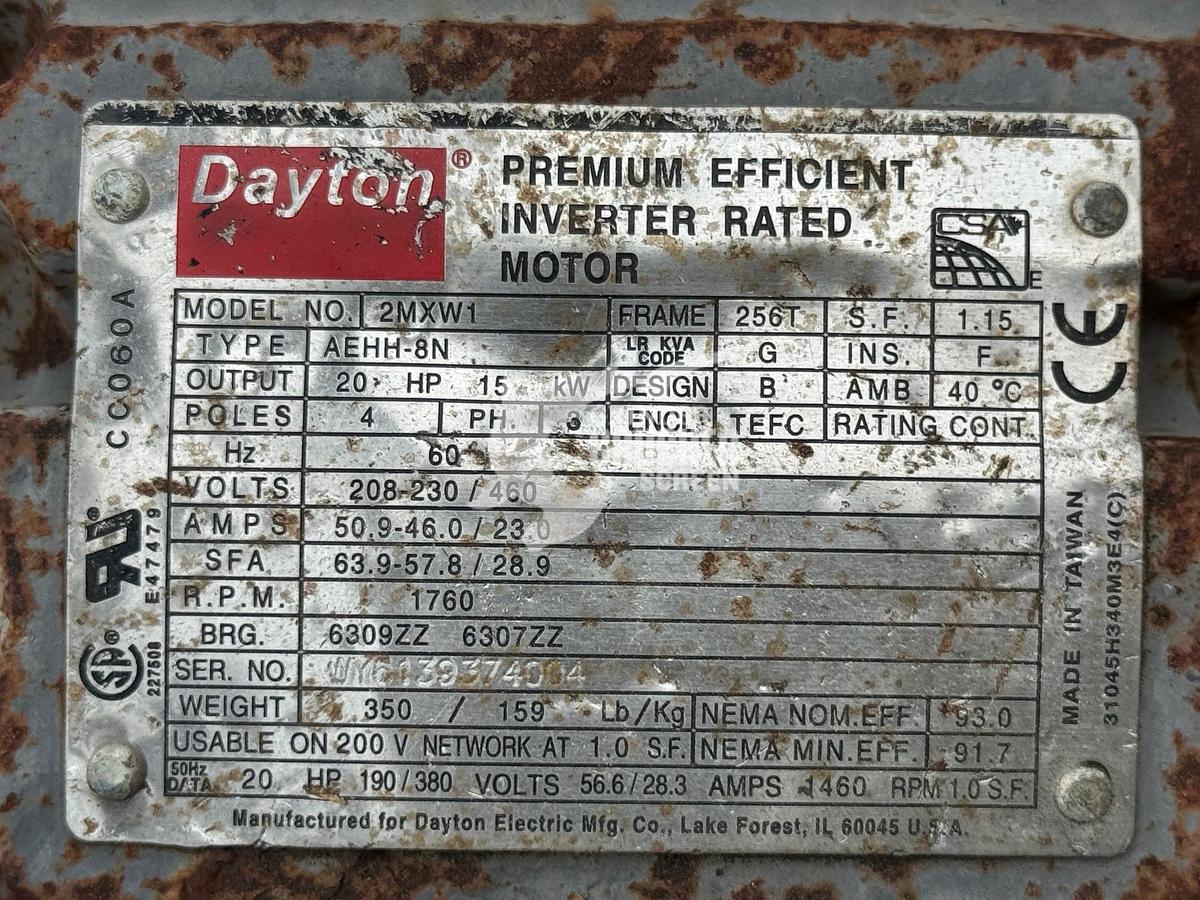 Dayton®
PREMIUM EFFICIENT
INVERTER RATED
MOTOR
CSA
E
CE
CC060A
MODEL NO. 2MXW1 FRAME 256T S.F. 1.15
TYPE AEHH-8N LR KVA CODE G INS. F
OUTPUT 20 HP 15 kW DESIGN B AMB 40 °C
POLES 4 PH. 3 ENCL TEFC RATING CONT.
Hz 60
VOLTS 208-230 / 460
AMPS 50.9-46.0 / 23.0
SFA 63.9-57.8 / 28.9
R.P.M. 1760
BRG. 6309ZZ 6307ZZ
SER. NO.
WEIGHT 350 / 159 Lb/Kg NEMA NOM.EFF. 93.0
USABLE ON 200 V NETWORK AT 1.0 S.F. NEMA MIN.EFF. 91.7
50Hz DATA 20 HP 190/380 VOLTS 56.6/28.3 AMPS 1460 RPM 1.0 S.F.
Manufactured for Dayton Electric Mfg. Co., Lake Forest, IL 60045 U.S.A.
E47479
227508
MADE IN TAIWAN
31045H340M3E4(C)
SCREEN